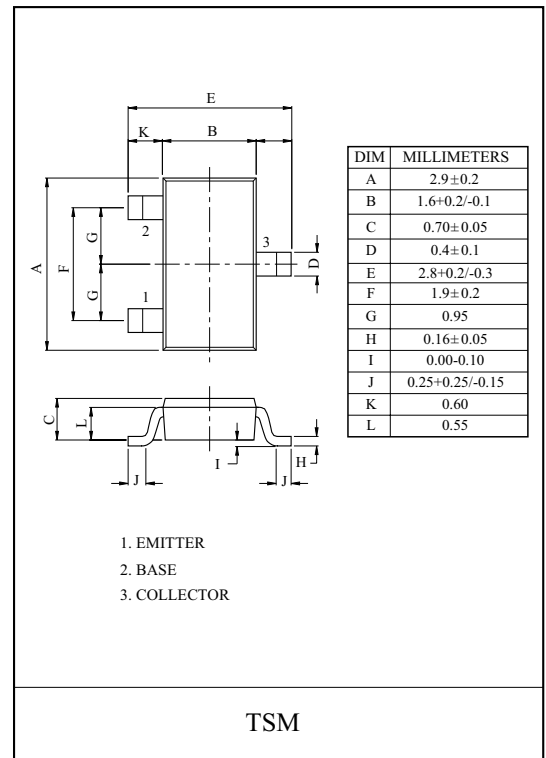 E
K B
2
3
G
A F D
G
1
C L
I H
J J
DIM MILLIMETERS
A 2.9±0.2
B 1.6+0.2/-0.1
C 0.70±0.05
D 0.4±0.1
E 2.8+0.2/-0.3
F 1.9±0.2
G 0.95
H 0.16±0.05
I 0.00-0.10
J 0.25+0.25/-0.15
K 0.60
L 0.55
1. EMITTER
2. BASE
3. COLLECTOR
TSM